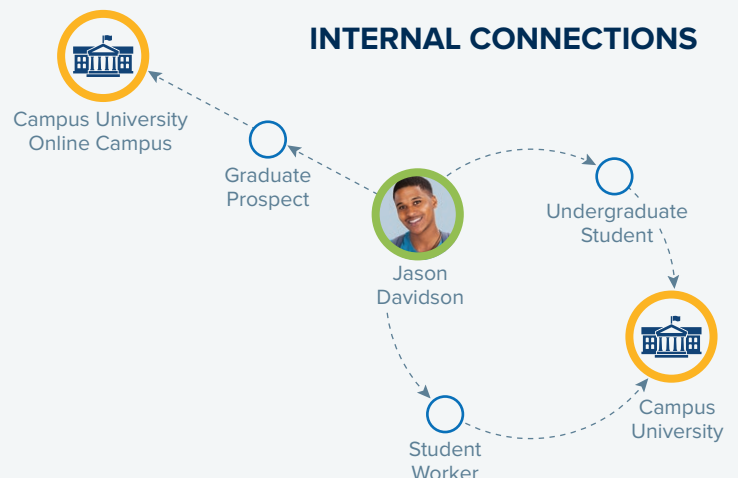 INTERNAL CONNECTIONS
Campus University
Online Campus
Graduate
Prospect
Undergraduate
Student
Jason
Davidson
Campus
University
Student
Worker